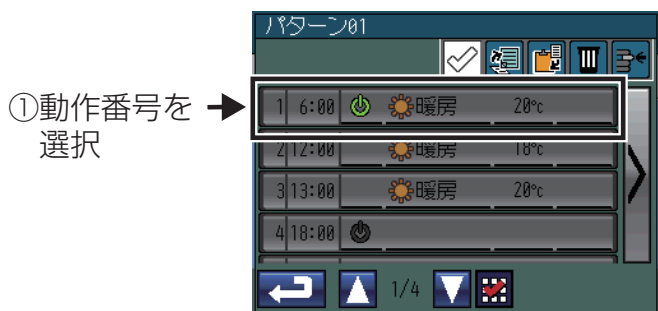 パターン01
①動作番号を
選択
1 6:00 暖房 20℃
2 12:00 暖房 18℃
3 13:00 暖房 20℃
4 18:00
1/4